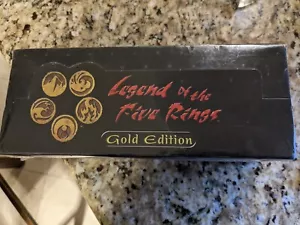 Legend of the
Five Rings
Gold Edition